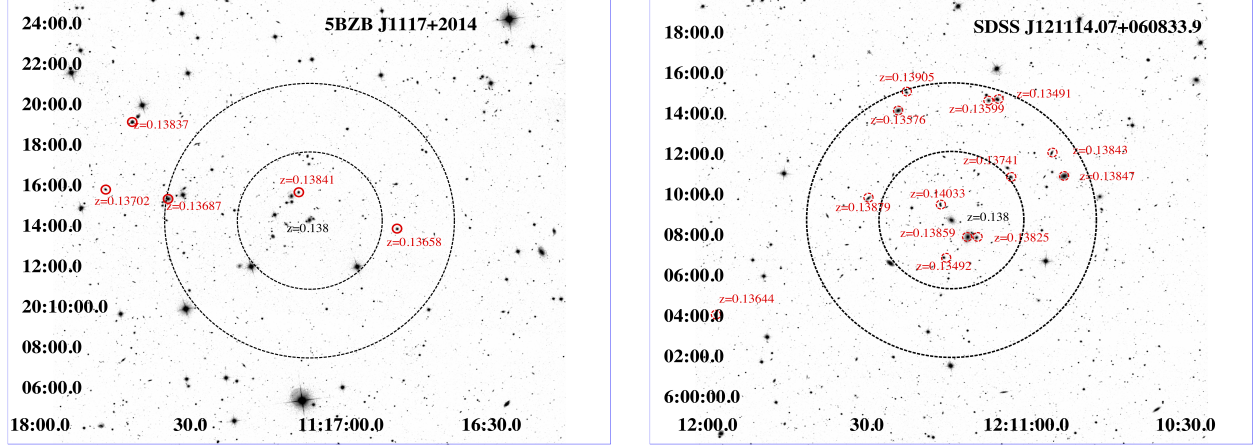 5BZB J1117+2014
24:00.0
22:00.0
20:00.0
z=0.13837
18:00.0
z=0.13841
16:00.0
z=0.13702
z=0.13687
14:00.0
z=0.138
z=0.13658
12:00.0
20:10:00.0
08:00.0
06:00.0
18:00.0 30.0 11:17:00.0 16:30.0
SDSS J121114.07+060833.9
18:00.0
16:00.0
z=0.13905
z=0.13491
14:00.0
z=0.13576
z=0.13599
12:00.0
z=0.13843
z=0.13741
z=0.13847
10:00.0
z=0.14033
z=0.13879
z=0.138
08:00.0
z=0.13859
z=0.13825
06:00.0
z=0.13492
z=0.13644
04:00.0
02:00.0
6:00:00.0
12:00.0 30.0 12:11:00.0 10:30.0